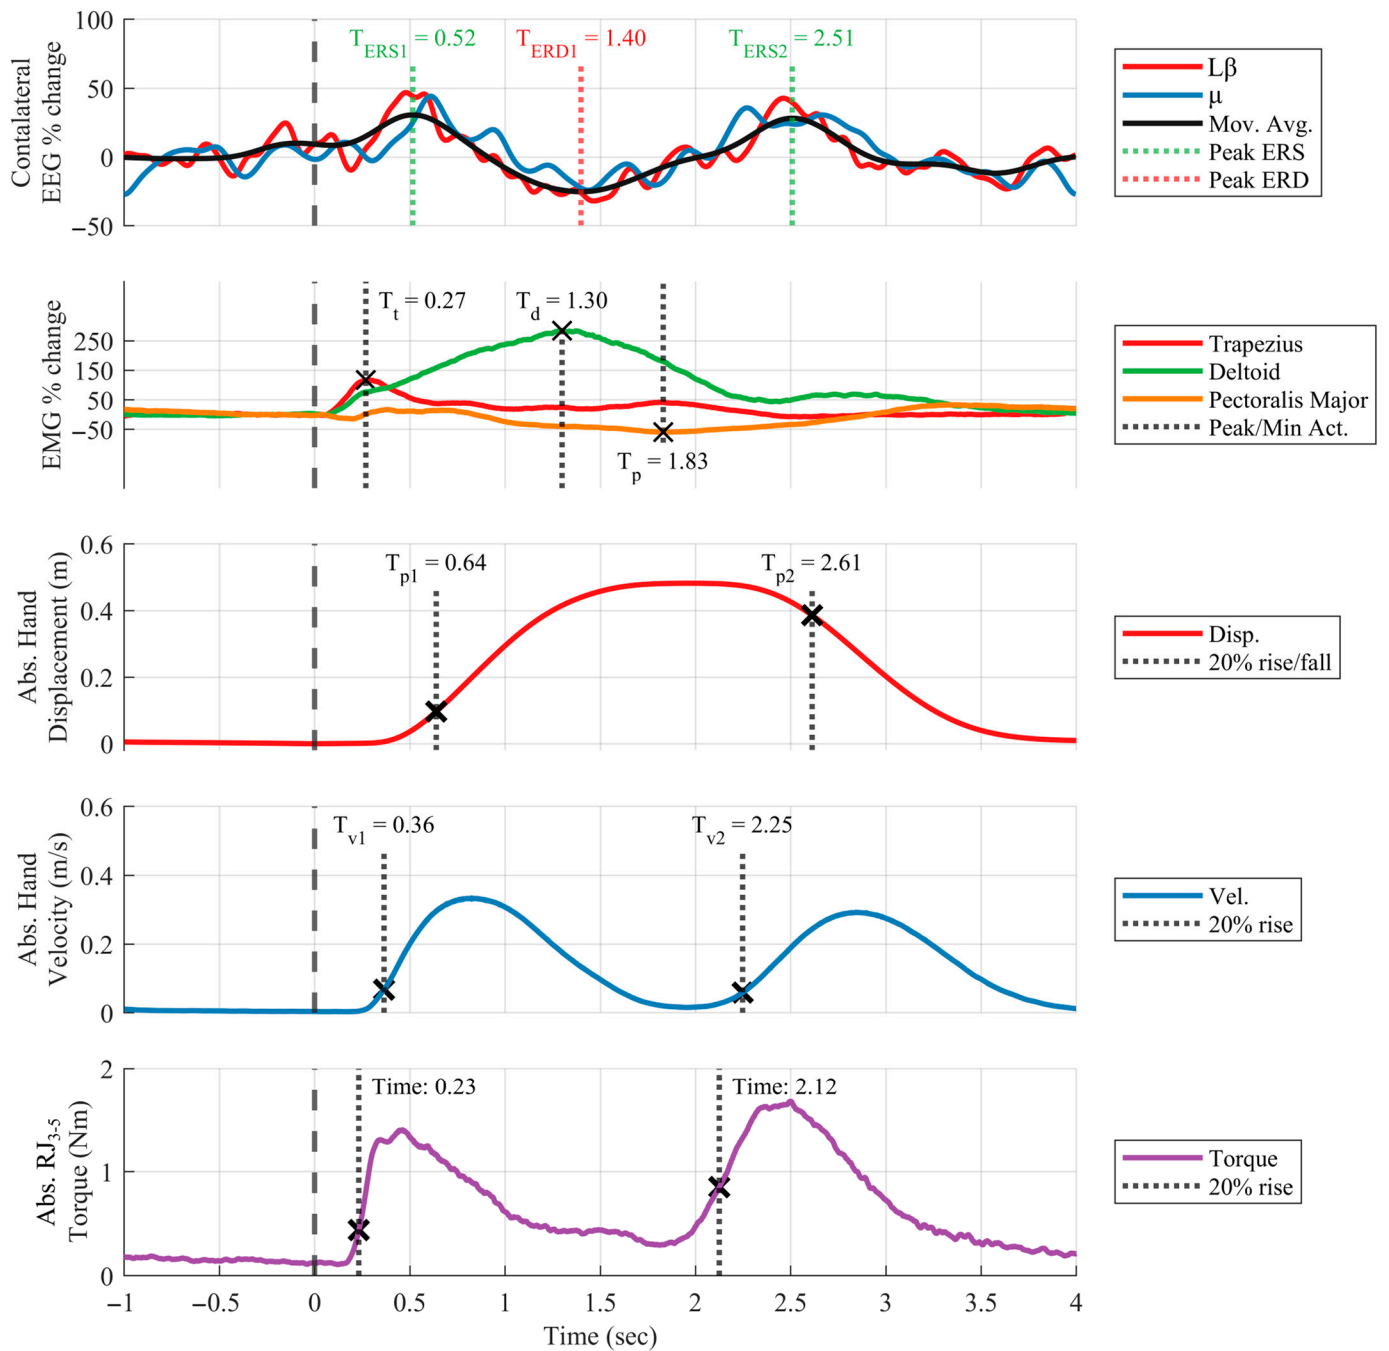 Contalateral
EEG % change
100
50
0
−50
T_ERS1 = 0.52
T_ERD1 = 1.40
T_ERS2 = 2.51
Lβ
μ
Mov. Avg.
Peak ERS
Peak ERD
EMG % change
250
150
50
−50
T_t = 0.27
T_d = 1.30
T_p = 1.83
Trapezius
Deltoid
Pectoralis Major
Peak/Min Act.
Abs. Hand
Displacement (m)
0.6
0.4
0.2
0
T_p1 = 0.64
T_p2 = 2.61
Disp.
20% rise/fall
Abs. Hand
Velocity (m/s)
0.6
0.4
0.2
0
T_v1 = 0.36
T_v2 = 2.25
Vel.
20% rise
Abs. RJ3-5
Torque (Nm)
2
1
0
Time: 0.23
Time: 2.12
Torque
20% rise
−1 −0.5 0 0.5 1 1.5 2 2.5 3 3.5 4
Time (sec)